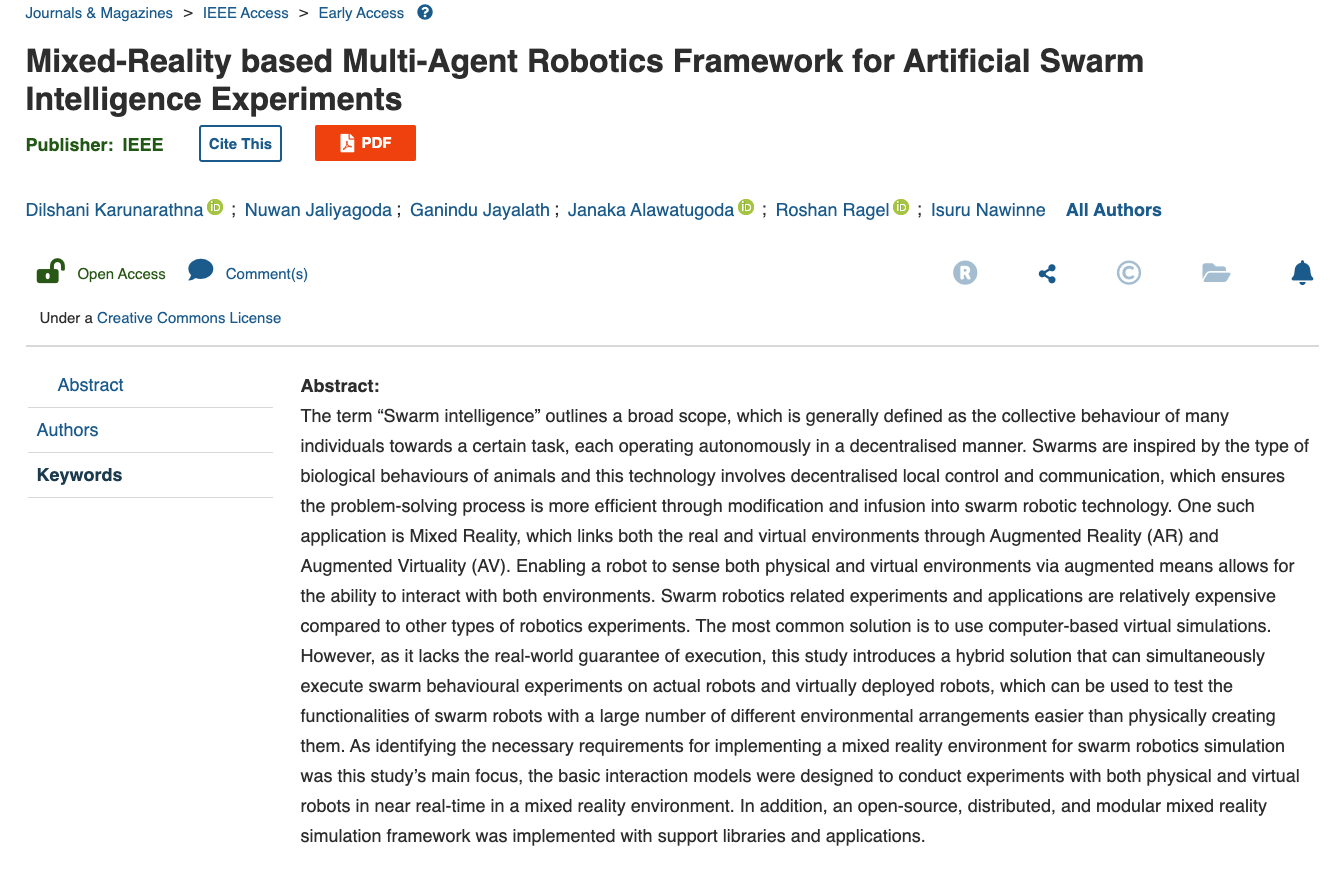 Journals & Magazines > IEEE Access > Early Access ?
Mixed-Reality based Multi-Agent Robotics Framework for Artificial Swarm
Intelligence Experiments
Publisher: IEEE Cite This PDF
Dilshani Karunarathna iD ; Nuwan Jaliyagoda ; Ganindu Jayalath ; Janaka Alawatugoda iD ; Roshan Ragel iD ; Isuru Nawinne All Authors
Open Access Comment(s) R ©
Under a Creative Commons License
Abstract
Authors
Keywords
Abstract:
The term “Swarm intelligence” outlines a broad scope, which is generally defined as the collective behaviour of many
individuals towards a certain task, each operating autonomously in a decentralised manner. Swarms are inspired by the type of
biological behaviours of animals and this technology involves decentralised local control and communication, which ensures
the problem-solving process is more efficient through modification and infusion into swarm robotic technology. One such
application is Mixed Reality, which links both the real and virtual environments through Augmented Reality (AR) and
Augmented Virtuality (AV). Enabling a robot to sense both physical and virtual environments via augmented means allows for
the ability to interact with both environments. Swarm robotics related experiments and applications are relatively expensive
compared to other types of robotics experiments. The most common solution is to use computer-based virtual simulations.
However, as it lacks the real-world guarantee of execution, this study introduces a hybrid solution that can simultaneously
execute swarm behavioural experiments on actual robots and virtually deployed robots, which can be used to test the
functionalities of swarm robots with a large number of different environmental arrangements easier than physically creating
them. As identifying the necessary requirements for implementing a mixed reality environment for swarm robotics simulation
was this study’s main focus, the basic interaction models were designed to conduct experiments with both physical and virtual
robots in near real-time in a mixed reality environment. In addition, an open-source, distributed, and modular mixed reality
simulation framework was implemented with support libraries and applications.